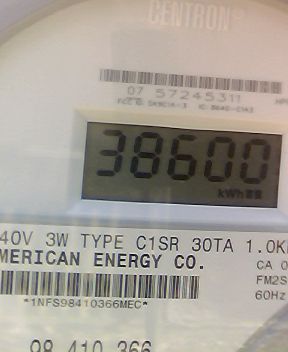 CENTRON®
07 57245311
38600
kWh
40V 3W TYPE C1SR 30TA 1.0K
MERICAN ENERGY CO.
CA 0
FM2S
60Hz
*1NFS98410366MEC*
98 410 366